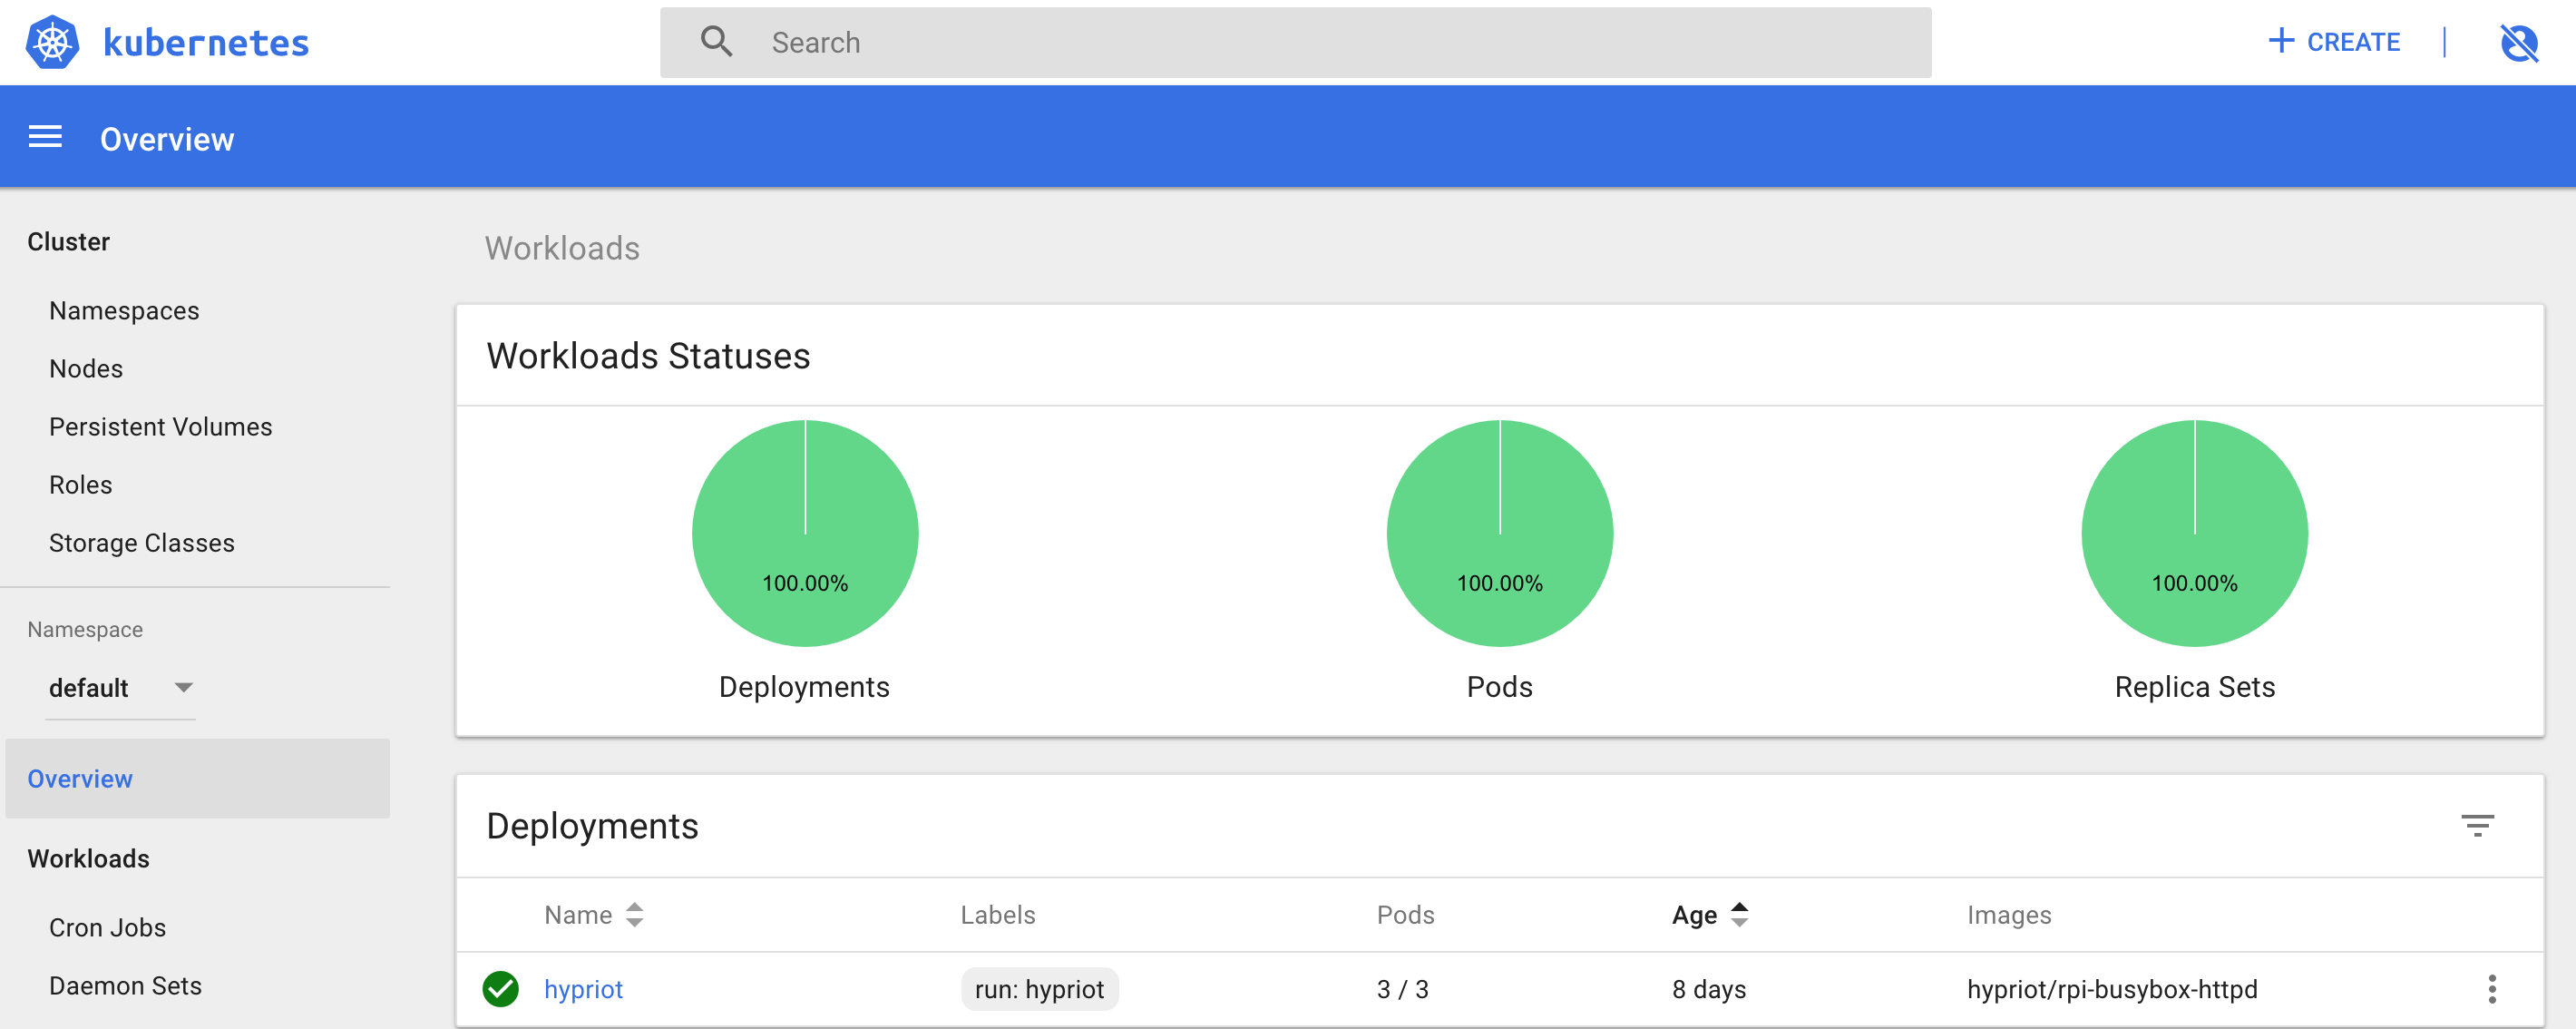 kubernetes
Search
CREATE
Overview
Cluster
Namespaces
Nodes
Persistent Volumes
Roles
Storage Classes
Namespace
default
Overview
Workloads
Cron Jobs
Daemon Sets
Workloads
Workloads Statuses
100.00%
Deployments
100.00%
Pods
100.00%
Replica Sets
Deployments
Name Labels Pods Age Images
hypriot run: hypriot 3 / 3 8 days hypriot/rpi-busybox-httpd